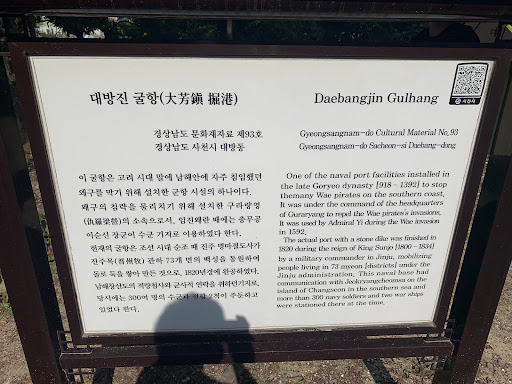 대방진 굴항(大芳鎭 掘港)
경상남도 문화재자료 제93호
경상남도 사천시 대방동
이 굴항은 고려 시대 말에 남해안에 자주 침입했던
왜구를 막기 위해 설치한 군항 시설의 하나이다.
왜구의 침략을 물리치기 위해 설치한 구라량영
(仇羅梁營)의 소속으로서, 임진왜란 때에는 충무공
이순신 장군이 수군 기지로 이용하였다 한다.
현재의 굴항은 조선 시대 순조 때 진주 병마절도사가
진주목(晋州牧) 관하 73개 면의 백성을 동원하여
돌로 둑을 쌓아 만든 것으로, 1820년경에 완공하였다.
남해창선도의 적량첨사와 군사적 연락을 취하던기지로,
당시에는 300여 명의 수군과 전함 2척이 주둔하고
있었다 한다.
Daebangjin Gulhang
Gyeongsangnam-do Cultural Material No. 93
Gyeongsangnam-do Sacheon-si Daebang-dong
One of the naval port facilities installed in
the late Goryeo dynasty [918-1392] to stop
themany Wae pirates on the southern coast.
It was under the command of the headquarters
of Guraryang to repel the Wae pirates's invasions.
It was used by Admiral Yi during the Wae invasion
in 1592.
The actual port with a stone dike was finished in
1820 during the reign of King Sunjo [1800-1834]
by a military commander in Jinju, mobilizing
people living in 73 myeon [districts] under the
Jinju administration. This naval base had
communication with Jeokryangcheomsa on the
island of Changseon in the southern sea and
more than 300 navy soldiers and two war ships
were stationed there at the time.